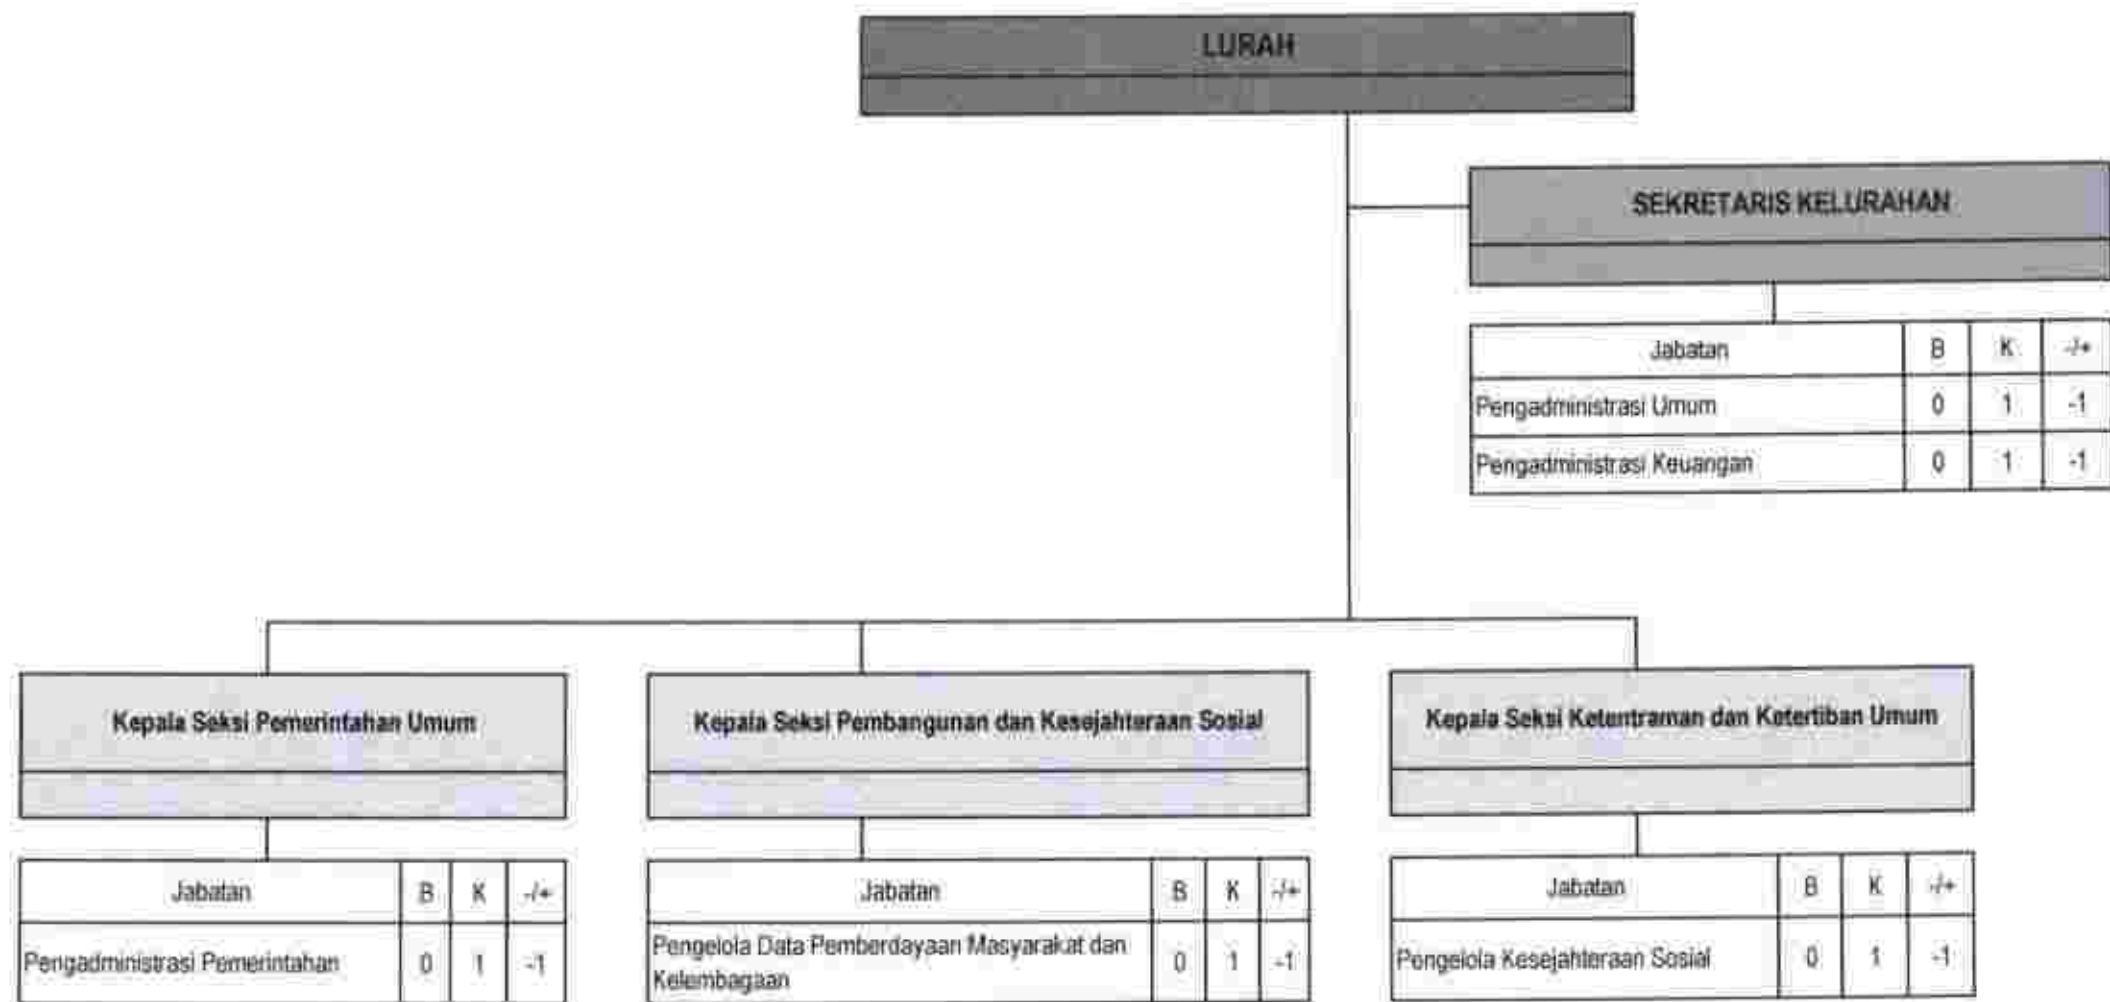 LURAH
SEKRETARIS KELURAHAN
Jabatan B K -/+
Pengadministrasi Umum 0 1 -1
Pengadministrasi Keuangan 0 1 -1
Kepala Seksi Pemerintahan Umum
Jabatan B K -/+
Pengadministrasi Pemerintahan 0 1 -1
Kepala Seksi Pembangunan dan Kesejahteraan Sosial
Jabatan B K -/+
Pengelola Data Pemberdayaan Masyarakat dan
Kelembagaan 0 1 -1
Kepala Seksi Ketentraman dan Ketertiban Umum
Jabatan B K -/+
Pengelola Kesejahteraan Sosial 0 1 -1